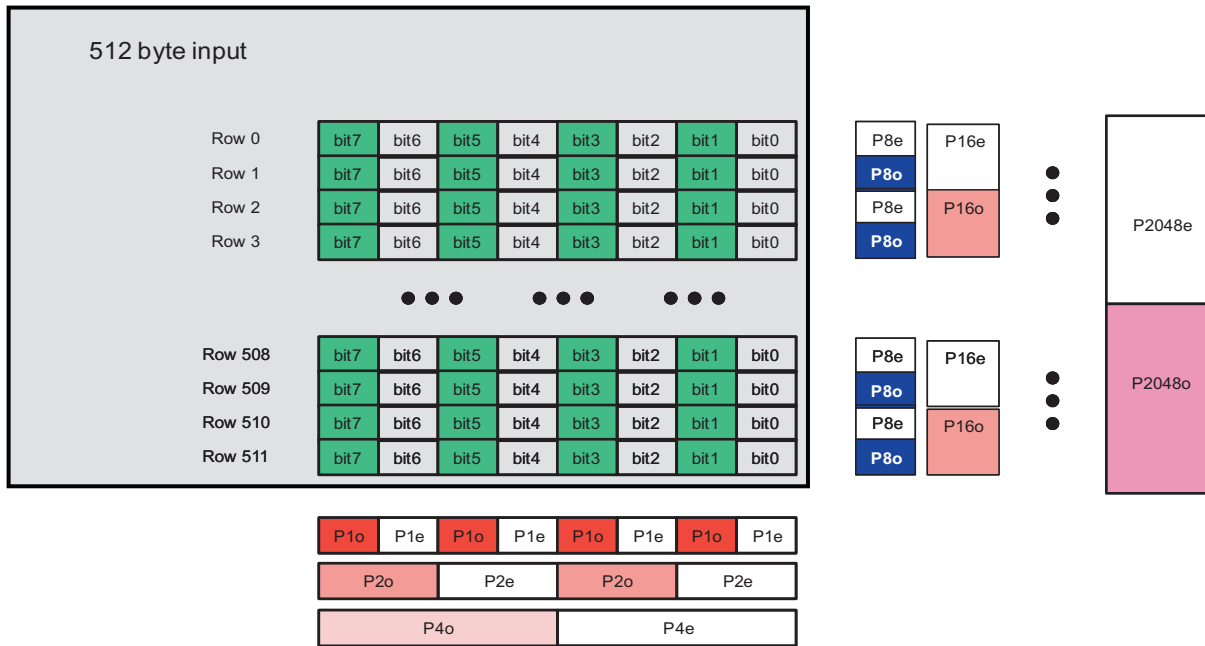 512 byte input
Row 0 bit7 bit6 bit5 bit4 bit3 bit2 bit1 bit0 P8e P16e
Row 1 bit7 bit6 bit5 bit4 bit3 bit2 bit1 bit0 P8o
Row 2 bit7 bit6 bit5 bit4 bit3 bit2 bit1 bit0 P8e P16o
Row 3 bit7 bit6 bit5 bit4 bit3 bit2 bit1 bit0 P8o
P2048e
Row 508 bit7 bit6 bit5 bit4 bit3 bit2 bit1 bit0 P8e P16e
Row 509 bit7 bit6 bit5 bit4 bit3 bit2 bit1 bit0 P8o P2048o
Row 510 bit7 bit6 bit5 bit4 bit3 bit2 bit1 bit0 P8e P16o
Row 511 bit7 bit6 bit5 bit4 bit3 bit2 bit1 bit0 P8o
P1o P1e P1o P1e P1o P1e P1o P1e
P2o P2e P2o P2e
P4o P4e